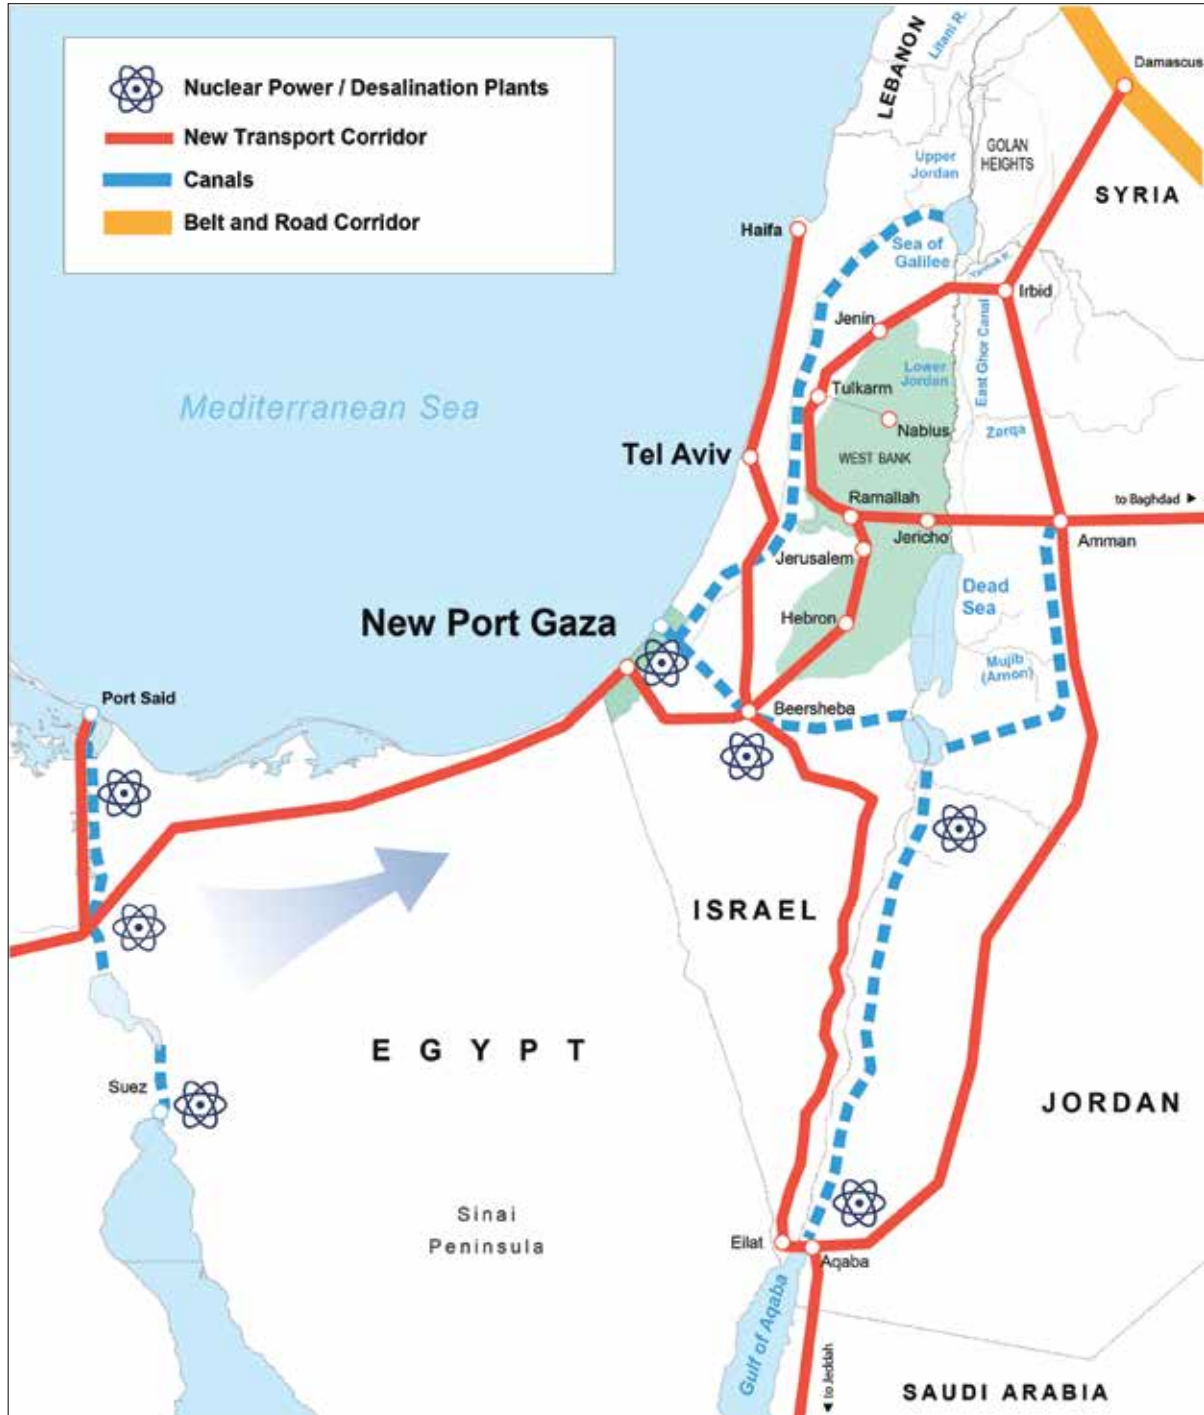 Nuclear Power / Desalination Plants
New Transport Corridor
Canals
Belt and Road Corridor
LEBANON
Litani R.
Damascus
Upper
Jordan
GOLAN
HEIGHTS
SYRIA
Haifa
Sea of
Galilee
Yarmuk R.
Irbid
Jenin
East Ghor Canal
Lower
Jordan
Tulkarm
Mediterranean Sea
Nablus
Zarqa
Tel Aviv
WEST BANK
to Baghdad
Ramallah
Jericho
Amman
Jerusalem
Dead
Sea
New Port Gaza
Hebron
Mujib
(Arnon)
Port Said
Beersheba
ISRAEL
EGYPT
Suez
JORDAN
Sinai
Peninsula
Eilat
Aqaba
Gulf of Aqaba
to Jeddah
SAUDI ARABIA